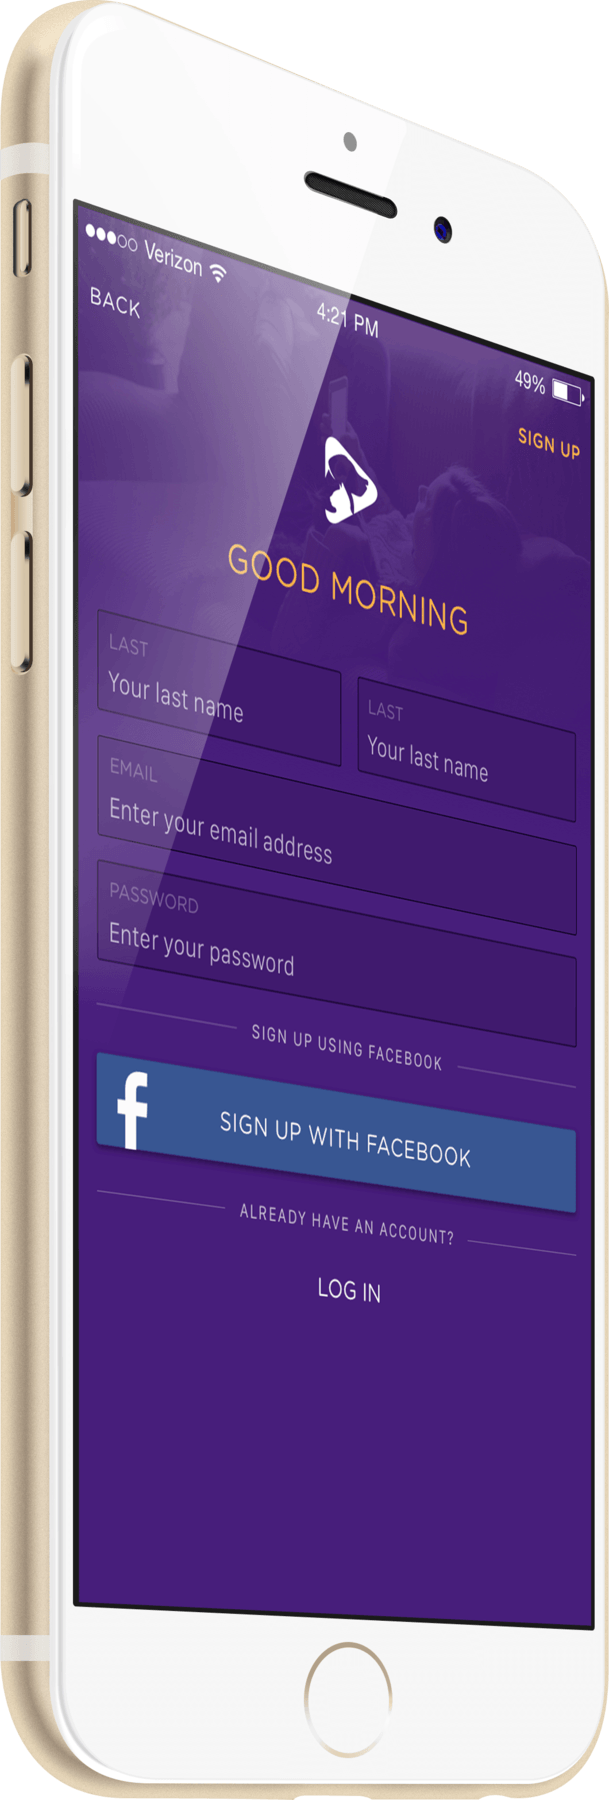 Verizon
4:21 PM
49%
BACK
SIGN UP
GOOD MORNING
LAST
Your last name
LAST
Your last name
EMAIL
Enter your email address
PASSWORD
Enter your password
SIGN UP USING FACEBOOK
f
SIGN UP WITH FACEBOOK
ALREADY HAVE AN ACCOUNT?
LOG IN